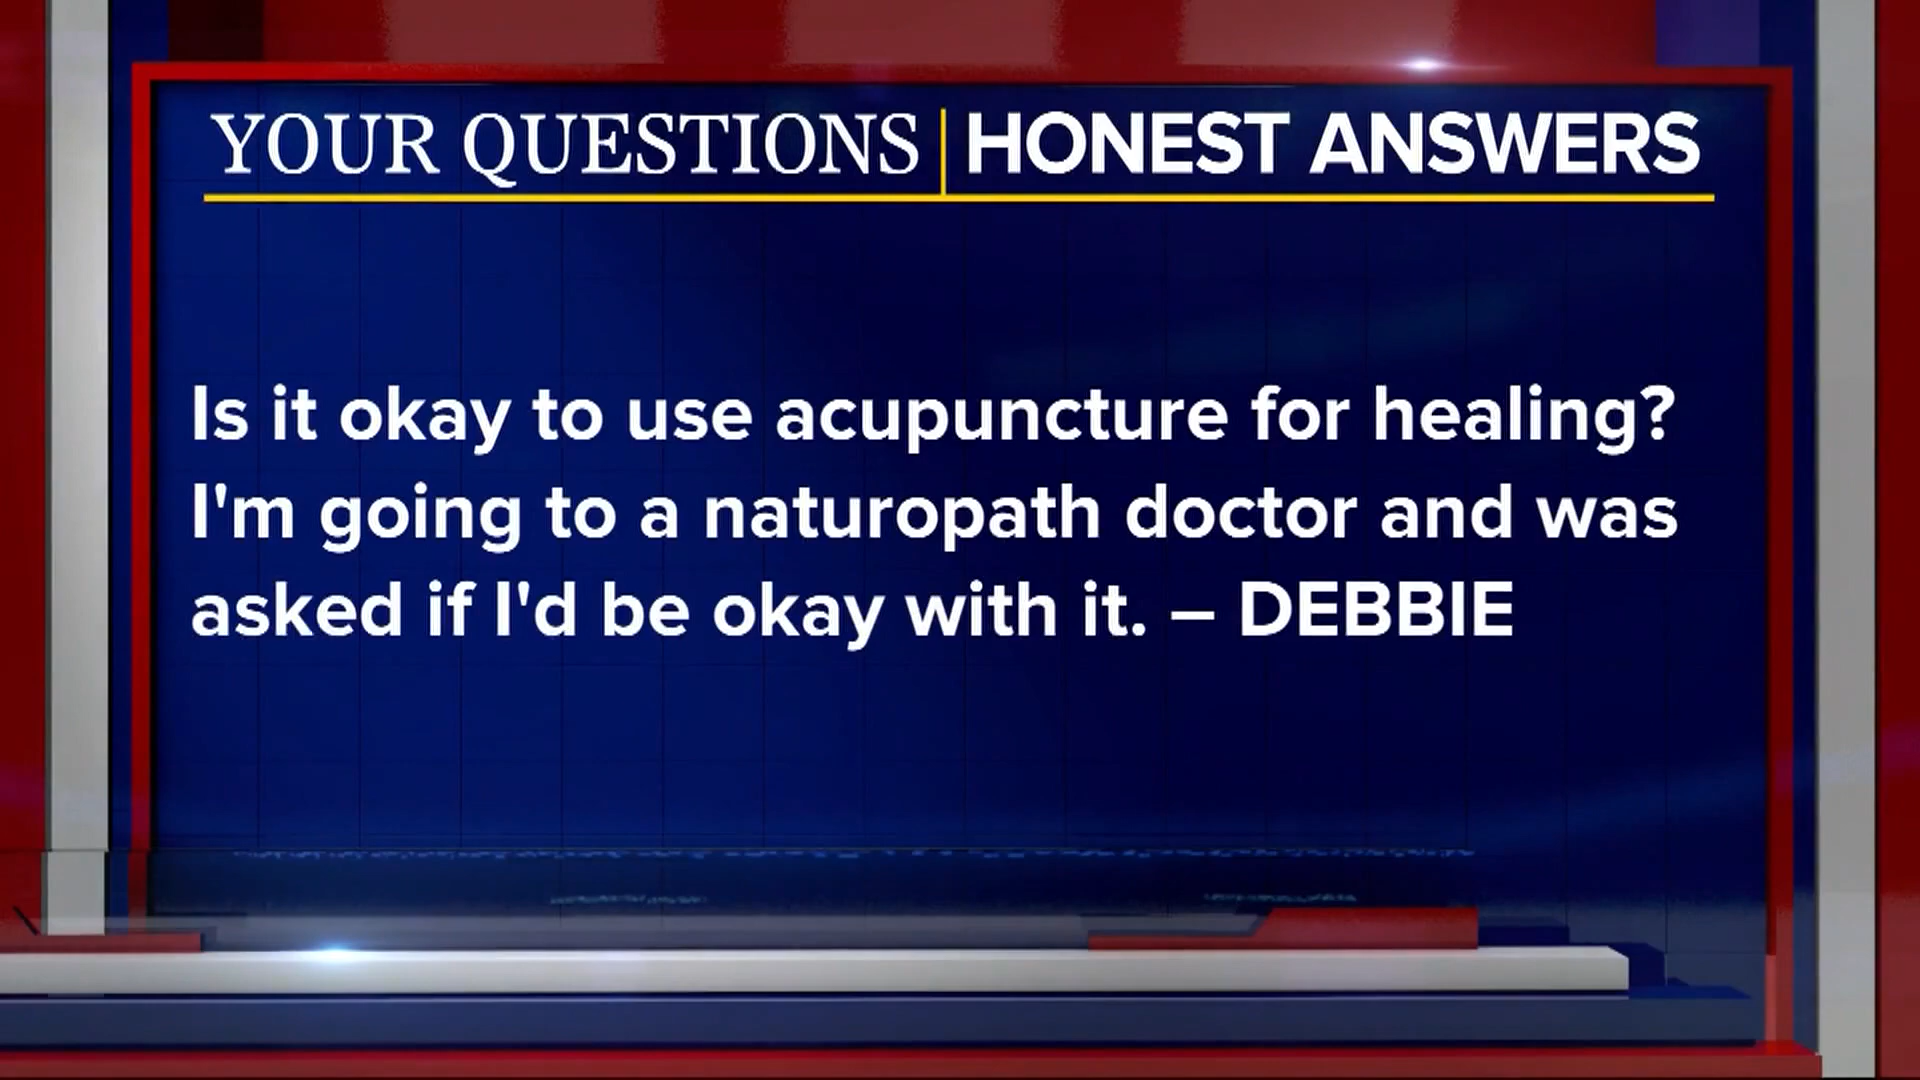 YOUR QUESTIONS | HONEST ANSWERS
Is it okay to use acupuncture for healing?
I'm going to a naturopath doctor and was
asked if I'd be okay with it. – DEBBIE